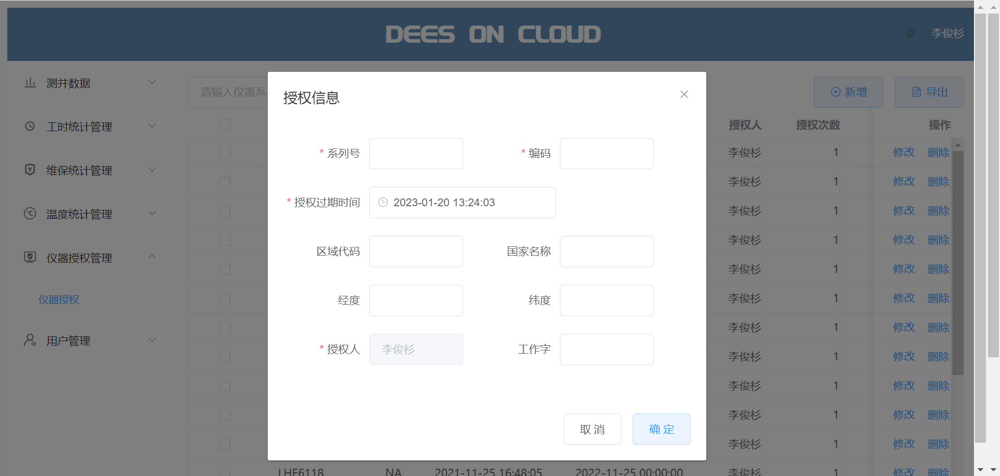 DEES ON CLOUD
李俊杉
测井数据
工时统计管理
维保统计管理
温度统计管理
仪器授权管理
仪器授权
用户管理
请输入仪器系
新增
导出
授权人 授权次数 操作
李俊杉 1 修改 删除
李俊杉 1 修改 删除
李俊杉 1 修改 删除
李俊杉 1 修改 删除
李俊杉 1 修改 删除
李俊杉 1 修改 删除
李俊杉 1 修改 删除
李俊杉 1 修改 删除
李俊杉 1 修改 删除
李俊杉 1 修改 删除
李俊杉 1 修改 删除
LHF6118 NA 2021-11-25 16:48:05 2022-11-25 00:00:00 李俊杉 1 修改 删除
授权信息
* 系列号
* 编码
* 授权过期时间 2023-01-20 13:24:03
区域代码
国家名称
经度
纬度
* 授权人 李俊杉
工作字
取 消
确 定